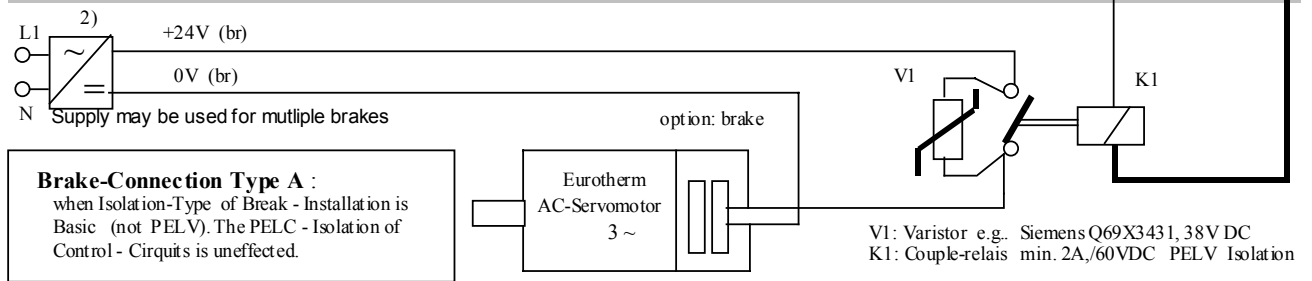 2)
L1
+24V (br)
0V (br)
N
Supply may be used for mutliple brakes
V1
K1
option: brake
Brake-Connection Type A :
when Isolation-Type of Break - Installation is
Basic (not PELV). The PELC - Isolation of
Control - Cirquits is uneffected.
Eurotherm
AC-Servomotor
3 ~
V1: Varistor e.g.. Siemens Q69X3431, 38V DC
K1: Couple-relais min. 2A,/60VDC PELV Isolation